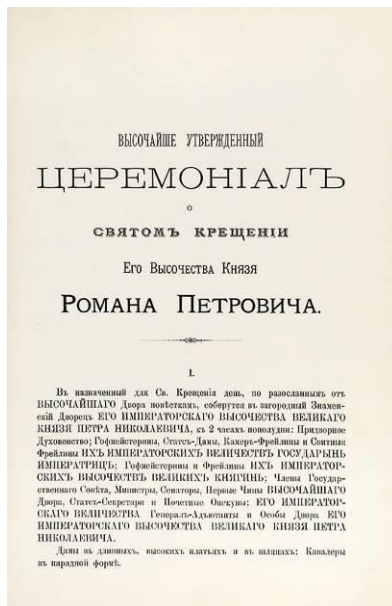 ВЫСОЧАЙШЕ УТВЕРЖДЕННЫЙ
ЦЕРЕМОНІАЛЪ
О
СВЯТОМЪ КРЕЩЕНІИ
Его Высочества Князя
Романа Петровича.
I.
Въ назначенный для Св. Крещенія день, по разосланнымъ отъ
ВЫСОЧАЙШАГО Двора повѣсткамъ, соберутся въ загородный Знамен-
скій Дворецъ ЕГО ИМПЕРАТОРСКАГО ВЫСОЧЕСТВА ВЕЛИКАГО
КНЯЗЯ ПЕТРА НИКОЛАЕВИЧА, къ 2 часамъ пополудни: Придворное
Духовенство; Гофмейстерины, Статсъ-Дамы, Камеръ-Фрейлины и Свитныя
Фрейлины ИХЪ ИМПЕРАТОРСКИХЪ ВЕЛИЧЕСТВЪ ГОСУДАРЫНЬ
ИМПЕРАТРИЦЪ; Гофмейстерины и Фрейлины ИХЪ ИМПЕРАТОР-
СКИХЪ ВЫСОЧЕСТВЪ ВЕЛИКИХЪ КНЯГИНЬ; Члены Государ-
ственнаго Совѣта, Министры, Сенаторы, Первые Чины ВЫСОЧАЙШАГО
Двора, Статсъ-Секретари и Почетные Опекуны: ЕГО ИМПЕРАТОР-
СКАГО ВЕЛИЧЕСТВА Генералъ-Адъютанты и Особы Двора ЕГО
ИМПЕРАТОРСКАГО ВЫСОЧЕСТВА ВЕЛИКАГО КНЯЗЯ ПЕТРА
НИКОЛАЕВИЧА.
Дамы въ длинныхъ, высокихъ платьяхъ и въ шляпахъ; Кавалеры
въ парадной формѣ.